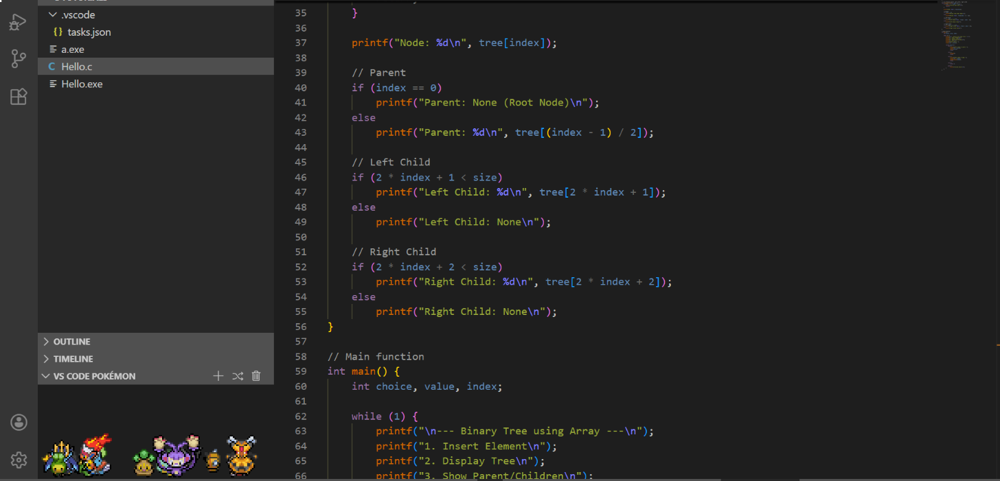 .vscode
{} tasks.json
a.exe
C Hello.c
Hello.exe
OUTLINE
TIMELINE
VS CODE POKÉMON
35 }
36
37 printf("Node: %d\n", tree[index]);
38
39 // Parent
40 if (index == 0)
41 printf("Parent: None (Root Node)\n");
42 else
43 printf("Parent: %d\n", tree[(index - 1) / 2]);
44
45 // Left Child
46 if (2 * index + 1 < size)
47 printf("Left Child: %d\n", tree[2 * index + 1]);
48 else
49 printf("Left Child: None\n");
50
51 // Right Child
52 if (2 * index + 2 < size)
53 printf("Right Child: %d\n", tree[2 * index + 2]);
54 else
55 printf("Right Child: None\n");
56 }
57
58 // Main function
59 int main() {
60 int choice, value, index;
61
62 while (1) {
63 printf("\n--- Binary Tree using Array ---\n");
64 printf("1. Insert Element\n");
65 printf("2. Display Tree\n");
66 printf("3. Show Parent/Children\n");